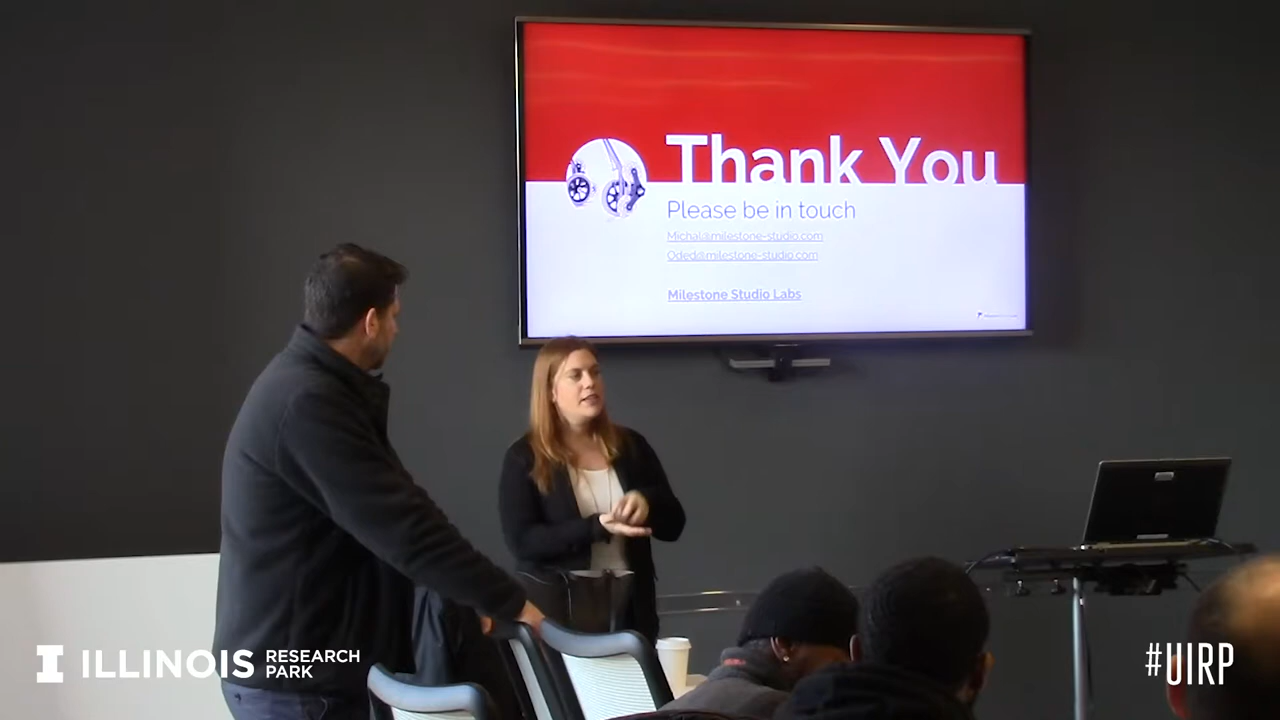 Thank You
Please be in touch
Michal@milestone-studio.com
Oded@milestone-studio.com
Milestone Studio Labs
I ILLINOIS RESEARCH PARK
#UIRP